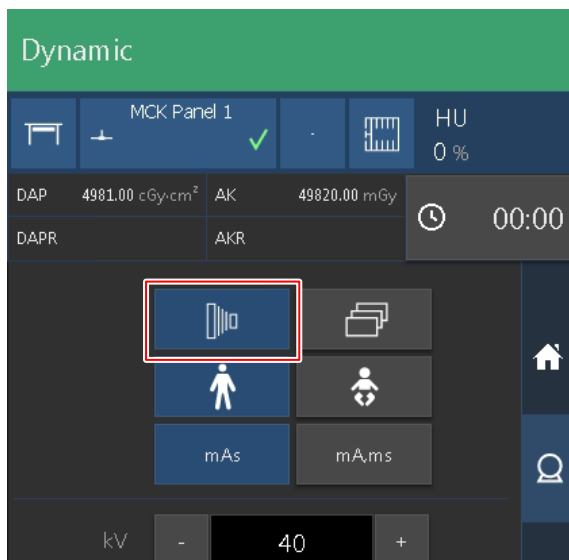 Dynamic
MCK Panel 1
-
HU
0 %
DAP 4981.00 cGy·cm² AK 49820.00 mGy
00:00
DAPR AKR
mAs mA,ms
kV - 40 +